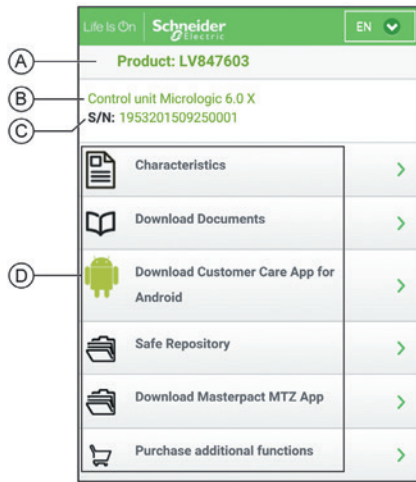 Life Is On | Schneider Electric
EN
A
Product: LV847603
B
Control unit Micrologic 6.0 X
C
S/N: 1953201509250001
D
Characteristics
Download Documents
Download Customer Care App for
Android
Safe Repository
Download Masterpact MTZ App
Purchase additional functions